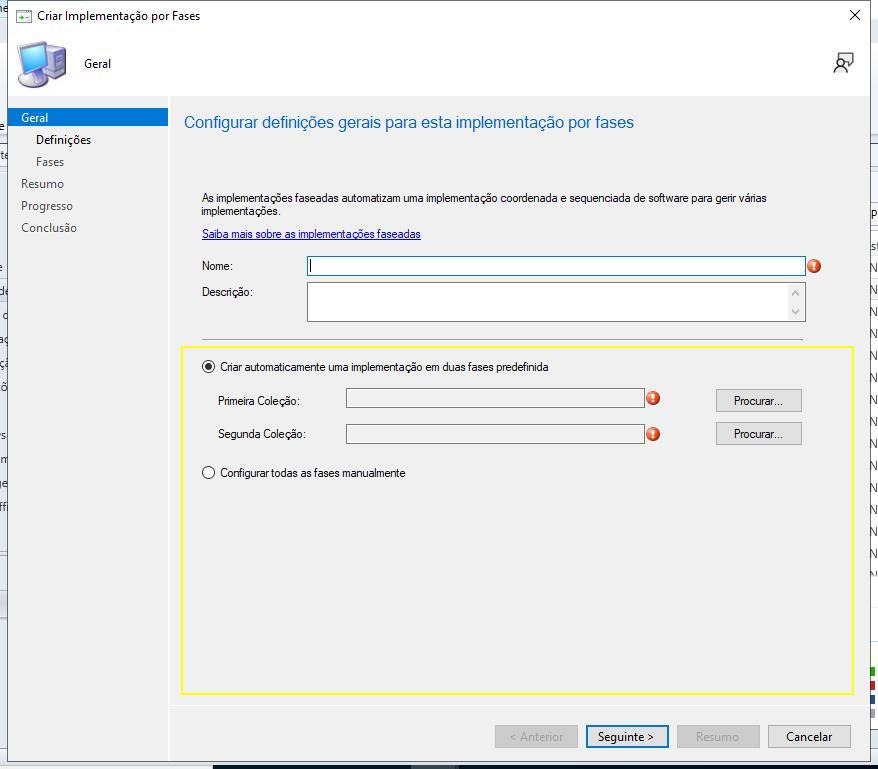 Criar Implementação por Fases
Geral
Geral
Definições
Fases
Resumo
Progresso
Conclusão
Configurar definições gerais para esta implementação por fases
As implementações faseadas automatizam uma implementação coordenada e sequenciada de software para gerir várias
implementações.
Saiba mais sobre as implementações faseadas
Nome:
Descrição:
Criar automaticamente uma implementação em duas fases predefinida
Primeira Coleção:
Procurar...
Segunda Coleção:
Procurar...
Configurar todas as fases manualmente
< Anterior
Seguinte >
Resumo
Cancelar